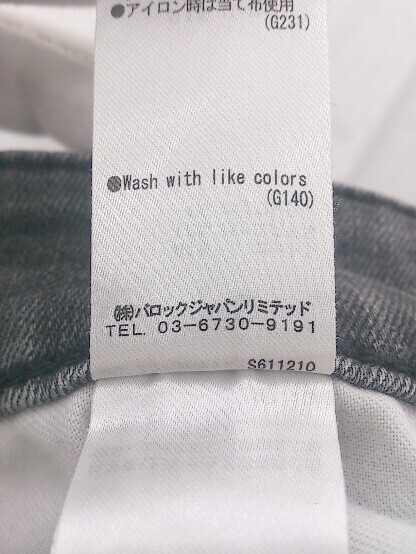 ●アイロン時は当て布使用
(G231)
●Wash with like colors
(G140)
㈱バロックジャパンリミテッド
TEL. 03-6730-9191
S611210